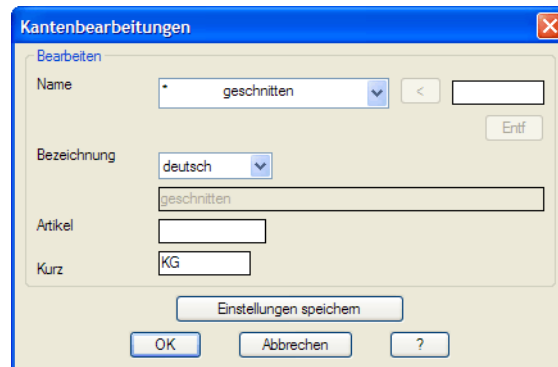 Kantenbearbeitungen
Bearbeiten
Name * geschnitten <
Entf
Bezeichnung deutsch
geschnitten
Artikel
Kurz KG
Einstellungen speichern
OK Abbrechen ?